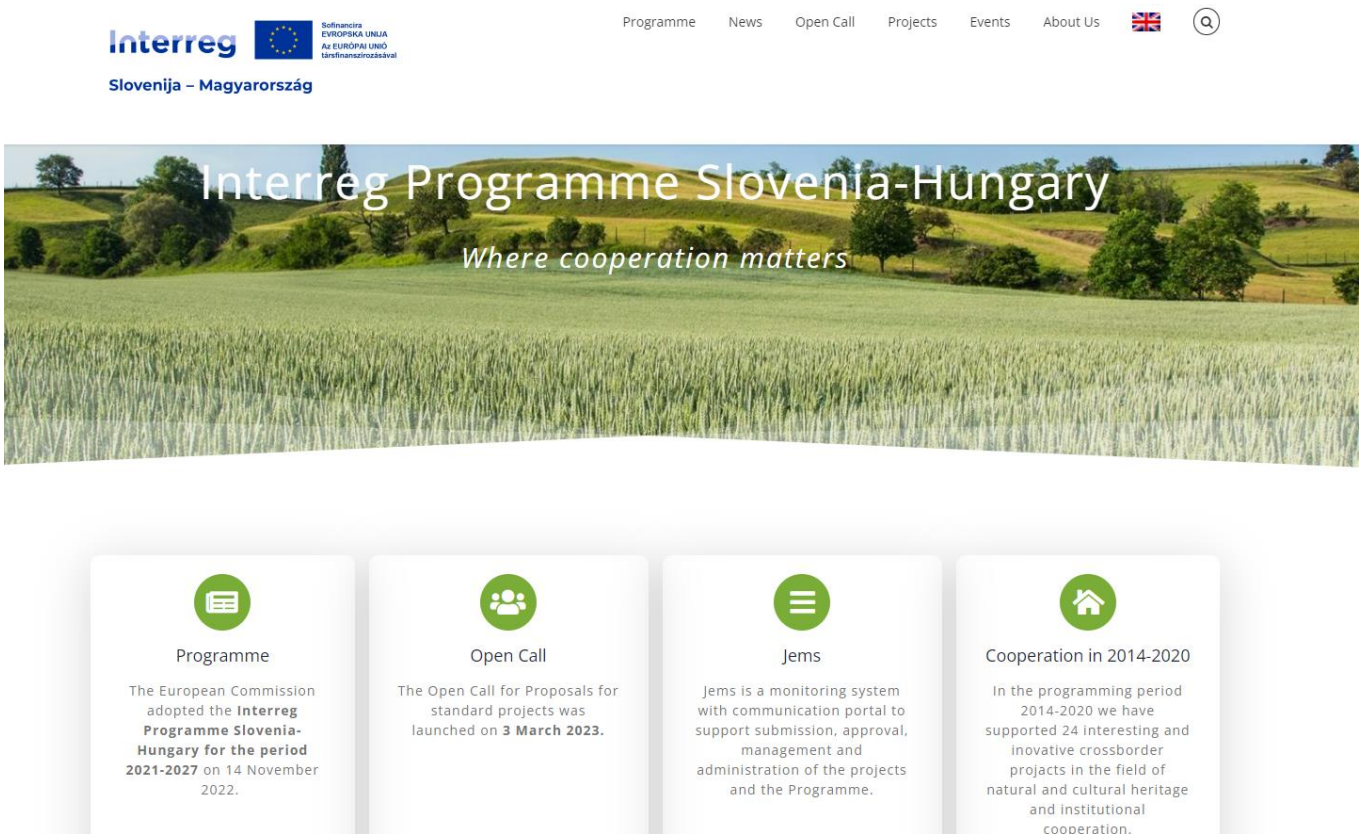 Interreg
Sofinancira
EVROPSKA UNIJA
Az EURÓPAI UNIÓ
társfinanszírozásával
Slovenija – Magyarország
Programme News Open Call Projects Events About Us
Interreg Programme Slovenia-Hungary
Where cooperation matters
Programme
The European Commission
adopted the Interreg
Programme Slovenia-
Hungary for the period
2021-2027 on 14 November
2022.
Open Call
The Open Call for Proposals for
standard projects was
launched on 3 March 2023.
Jems
Jems is a monitoring system
with communication portal to
support submission, approval,
management and
administration of the projects
and the Programme.
Cooperation in 2014-2020
In the programming period
2014-2020 we have
supported 24 interesting and
inovative crossborder
projacts in the field of
natural and cultural heritage
and institutional
cooperation.